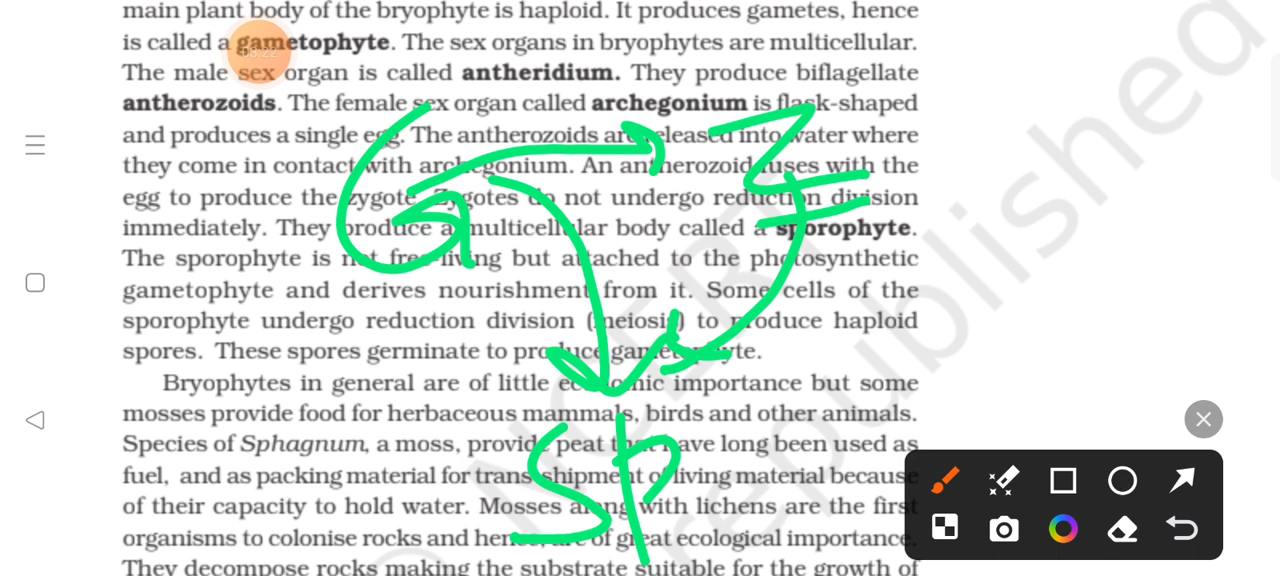 main plant body of the bryophyte is haploid. It produces gametes, hence
is called a gametophyte. The sex organs in bryophytes are multicellular.
The male sex organ is called antheridium. They produce biflagellate
antherozoids. The female sex organ called archegonium is flask-shaped
and produces a single egg. The antherozoids are released into water where
they come in contact with archegonium. An antherozoid fuses with the
egg to produce the zygote. Zygotes do not undergo reduction division
immediately. They produce a multicellular body called a sporophyte.
The sporophyte is not free-living but attached to the photosynthetic
gametophyte and derives nourishment from it. Some cells of the
sporophyte undergo reduction division (meiosis) to produce haploid
spores. These spores germinate to produce gametophyte.
Bryophytes in general are of little economic importance but some
mosses provide food for herbaceous mammals, birds and other animals.
Species of Sphagnum, a moss, provide peat that have long been used as
fuel, and as packing material for trans-shipment of living material because
of their capacity to hold water. Mosses along with lichens are the first
organisms to colonise rocks and hence, are of great ecological importance.
They decompose rocks making the substrate suitable for the growth of
G
Z
SP
08:22
NCERT
republished